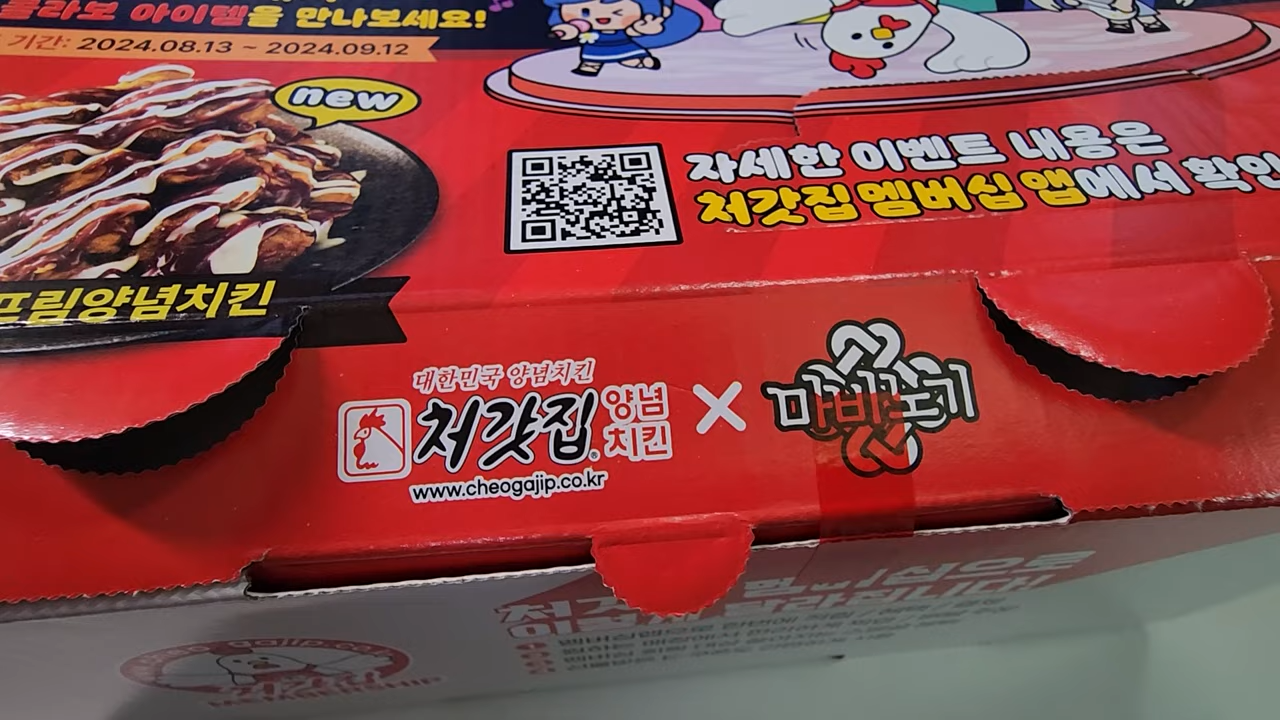 콜라보 아이템을 만나보세요!
기간: 2024.08.13 ~ 2024.09.12
new
자세한 이벤트 내용은
처갓집 멤버십 앱에서 확인
프림양념치킨
대한민국 양념치킨
처갓집® 양념
치킨
www.cheogajip.co.kr
×
마비노기
MEMBERSHIP